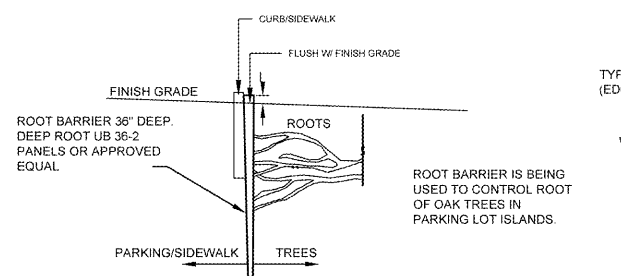 CURB/SIDEWALK
FLUSH W/ FINISH GRADE
FINISH GRADE
ROOT BARRIER 36" DEEP.
DEEP ROOT UB 36-2
PANELS OR APPROVED
EQUAL
ROOTS
ROOT BARRIER IS BEING
USED TO CONTROL ROOT
OF OAK TREES IN
PARKING LOT ISLANDS.
PARKING/SIDEWALK
TREES
(ED